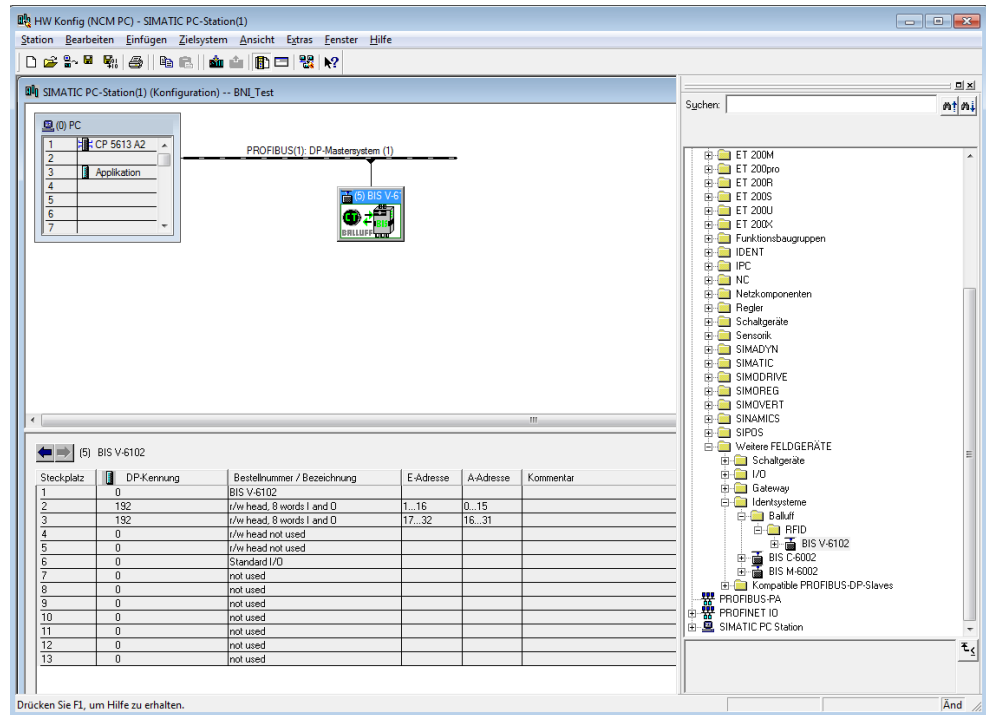 HW Konfig (NCM PC) - SIMATIC PC-Station(1)
Station Bearbeiten Einfügen Zielsystem Ansicht Extras Fenster Hilfe
SIMATIC PC-Station(1) (Konfiguration) -- BNI_Test
(0) PC
1 CP 5613 A2
2
3 Applikation
4
5
6
7
PROFIBUS(1): DP-Mastersystem (1)
(5) BIS V-61
BALLUFF
(5) BIS V-6102
Steckplatz DP-Kennung Bestellnummer / Bezeichnung E-Adresse A-Adresse Kommentar
1 0 BIS V-6102
2 192 r/w head, 8 words I and O 1...16 0...15
3 192 r/w head, 8 words I and O 17...32 16...31
4 0 r/w head not used
5 0 r/w head not used
6 0 Standard I/O
7 0 not used
8 0 not used
9 0 not used
10 0 not used
11 0 not used
12 0 not used
13 0 not used
Suchen:
ET 200M
ET 200pro
ET 200R
ET 200S
ET 200U
ET 200X
Funktionsbaugruppen
IDENT
IPC
NC
Netzkomponenten
Regler
Schaltgeräte
Sensorik
SIMADYN
SIMATIC
SIMODRIVE
SIMOREG
SIMOVERT
SINAMICS
SIPOS
Weitere FELDGERÄTE
Schaltgeräte
I/O
Gateway
Identsysteme
Balluff
RFID
BIS V-6102
BIS C-6002
BIS M-6002
Kompatible PROFIBUS-DP-Slaves
PROFIBUS-PA
PROFINET IO
SIMATIC PC Station
Drücken Sie F1, um Hilfe zu erhalten.
Änd